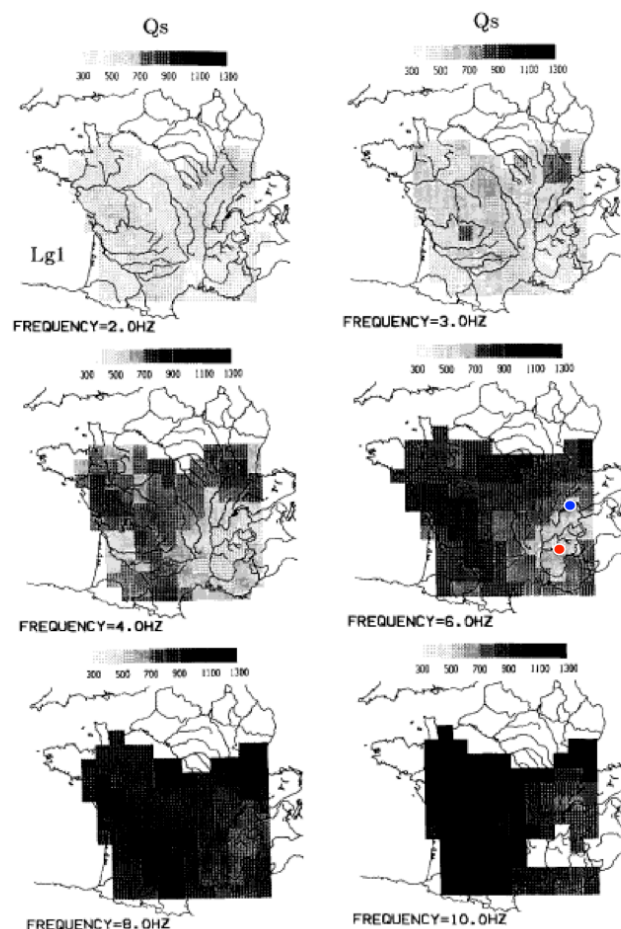 Qs
Qs
300 500 700 900 1100 1300
300 500 700 900 1100 1300
Lg1
FREQUENCY=2.0HZ
FREQUENCY=3.0HZ
300 500 700 900 1100 1300
300 500 700 900 1100 1300
FREQUENCY=4.0HZ
FREQUENCY=6.0HZ
300 500 700 900 1100 1300
300 500 700 900 1100 1300
FREQUENCY=8.0HZ
FREQUENCY=10.0HZ